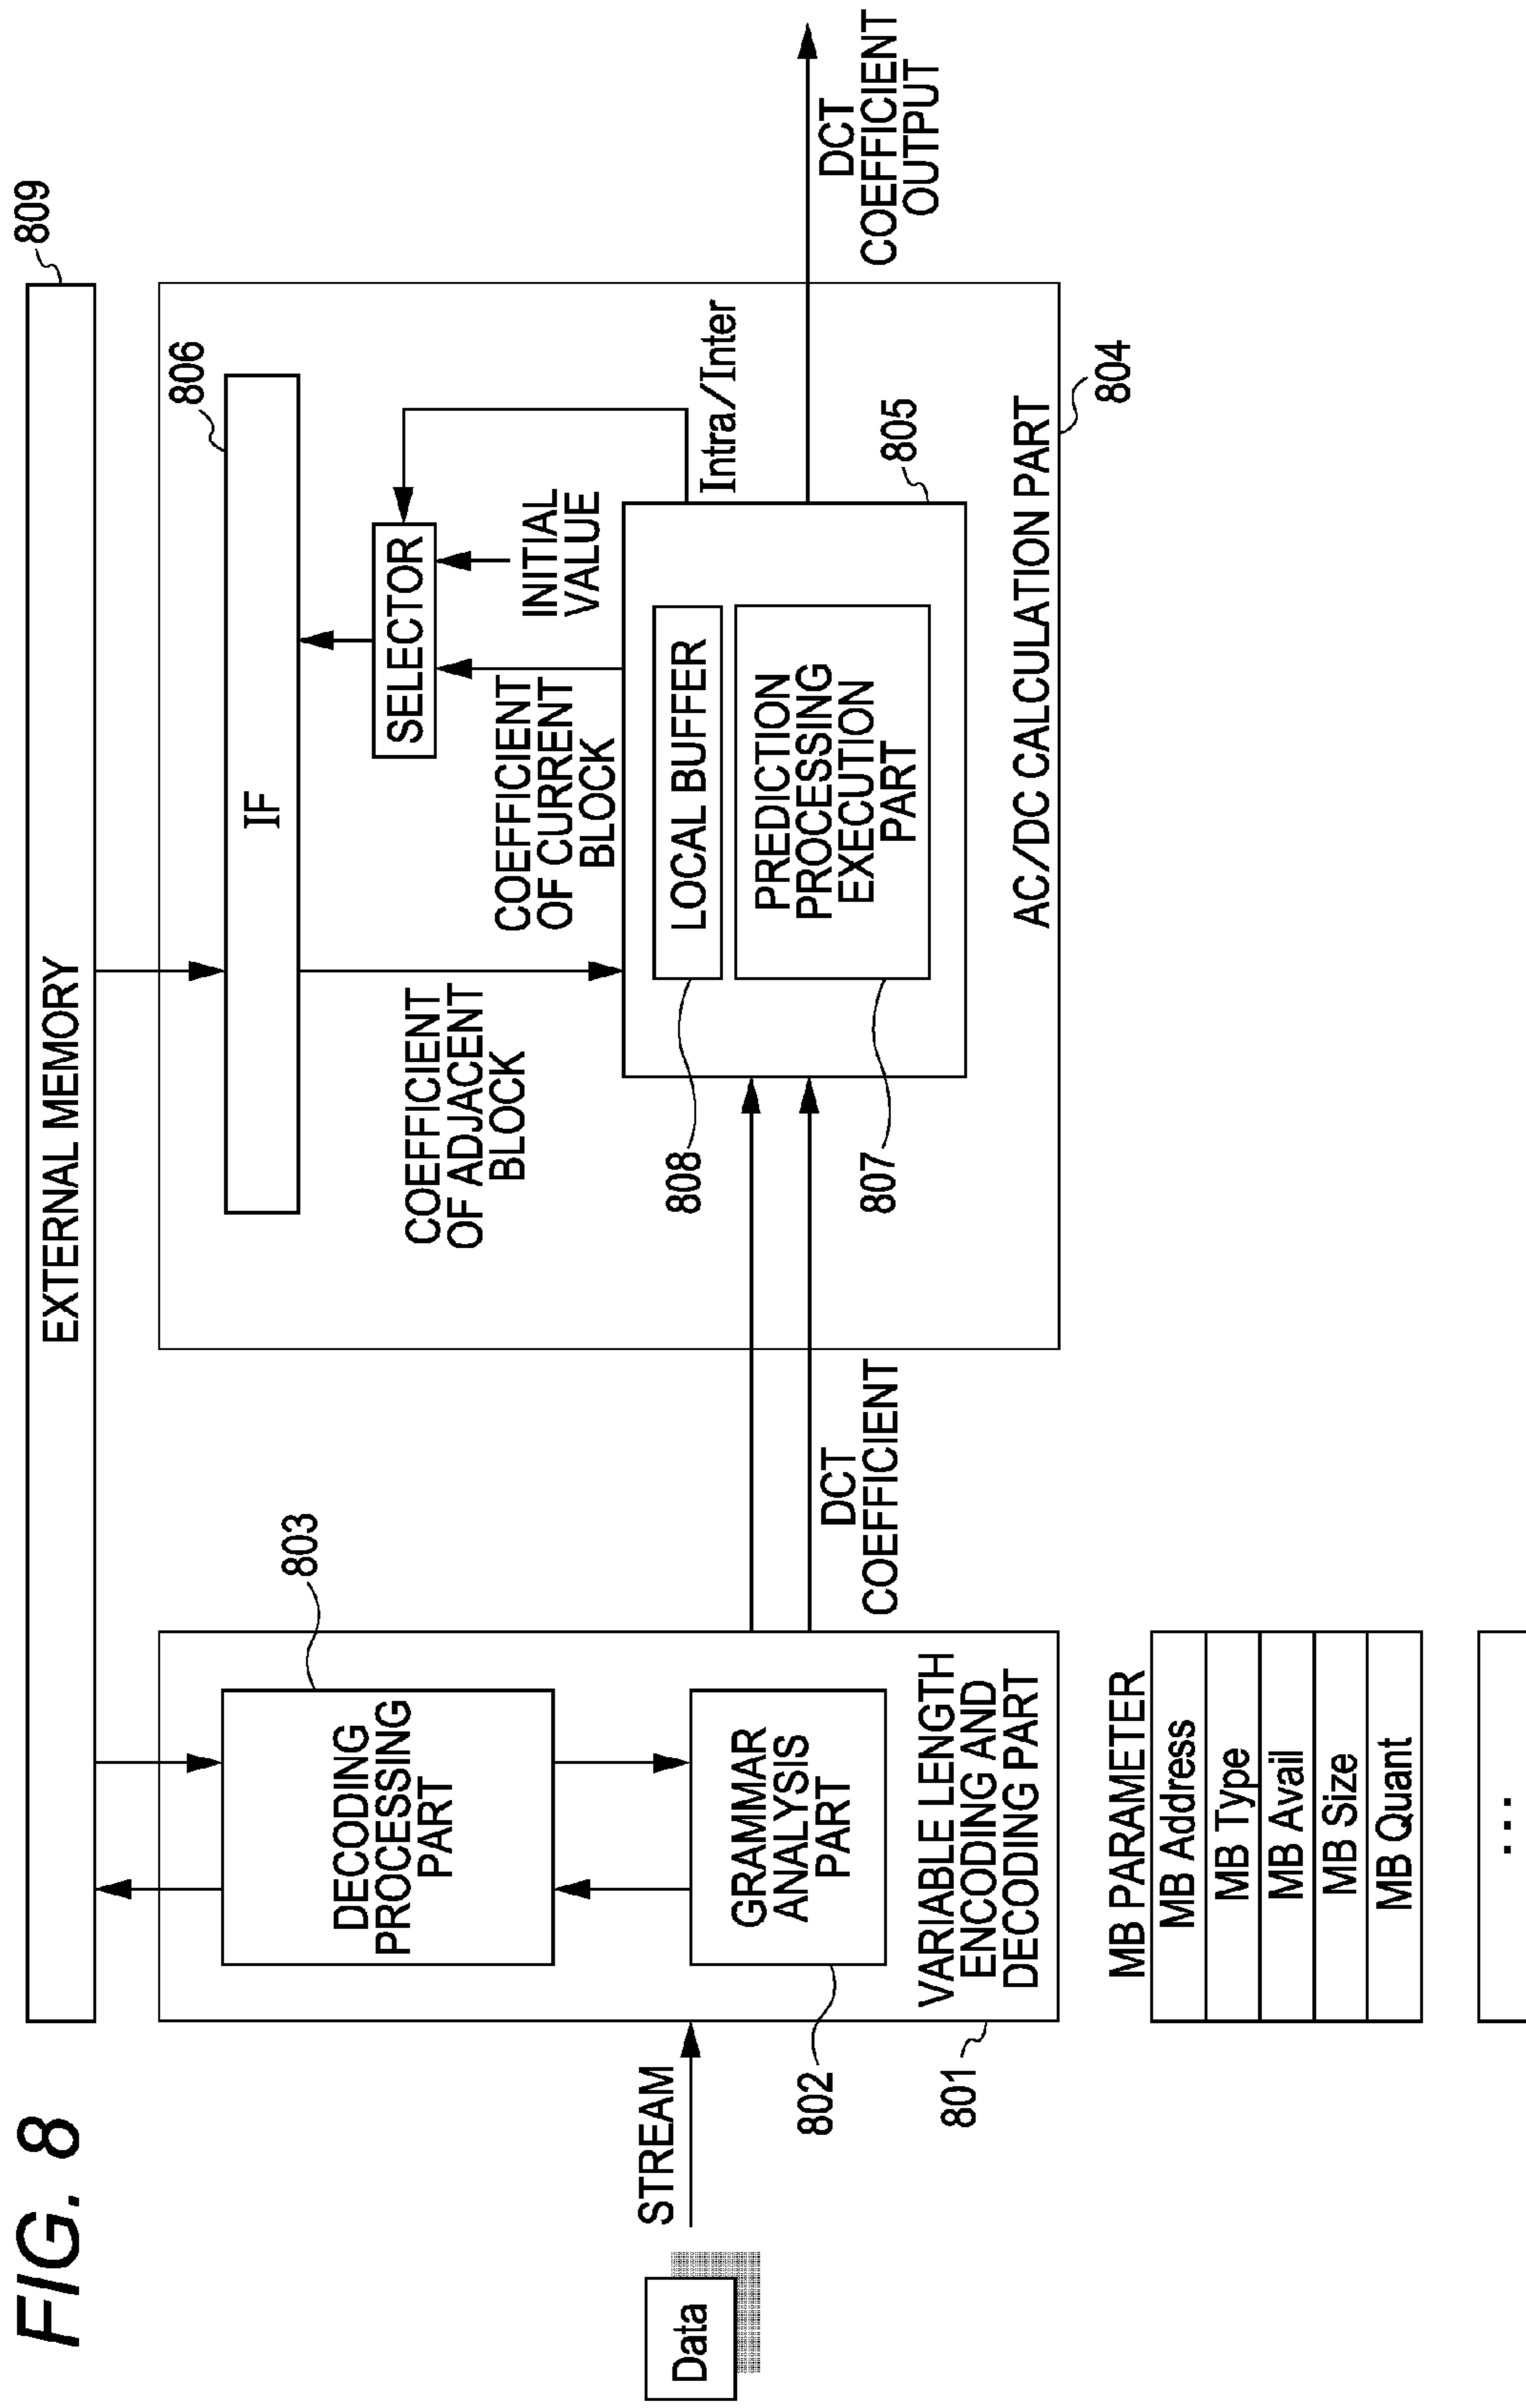 FIG. 8
809
EXTERNAL MEMORY
803
DECODING
PROCESSING
PART
GRAMMAR
ANALYSIS
PART
VARIABLE LENGTH
ENCODING AND
DECODING PART
STREAM
Data
802
801
MB PARAMETER
MB Address
MB Type
MB Avail
MB Size
MB Quant
...
DCT
COEFFICIENT
806
IF
COEFFICIENT
OF ADJACENT
BLOCK
COEFFICIENT
OF CURRENT
BLOCK
SELECTOR
INITIAL
VALUE
Intra/Inter
805
LOCAL BUFFER
808
PREDICTION
PROCESSING
EXECUTION
PART
807
AC/DC CALCULATION PART
804
DCT
COEFFICIENT
OUTPUT